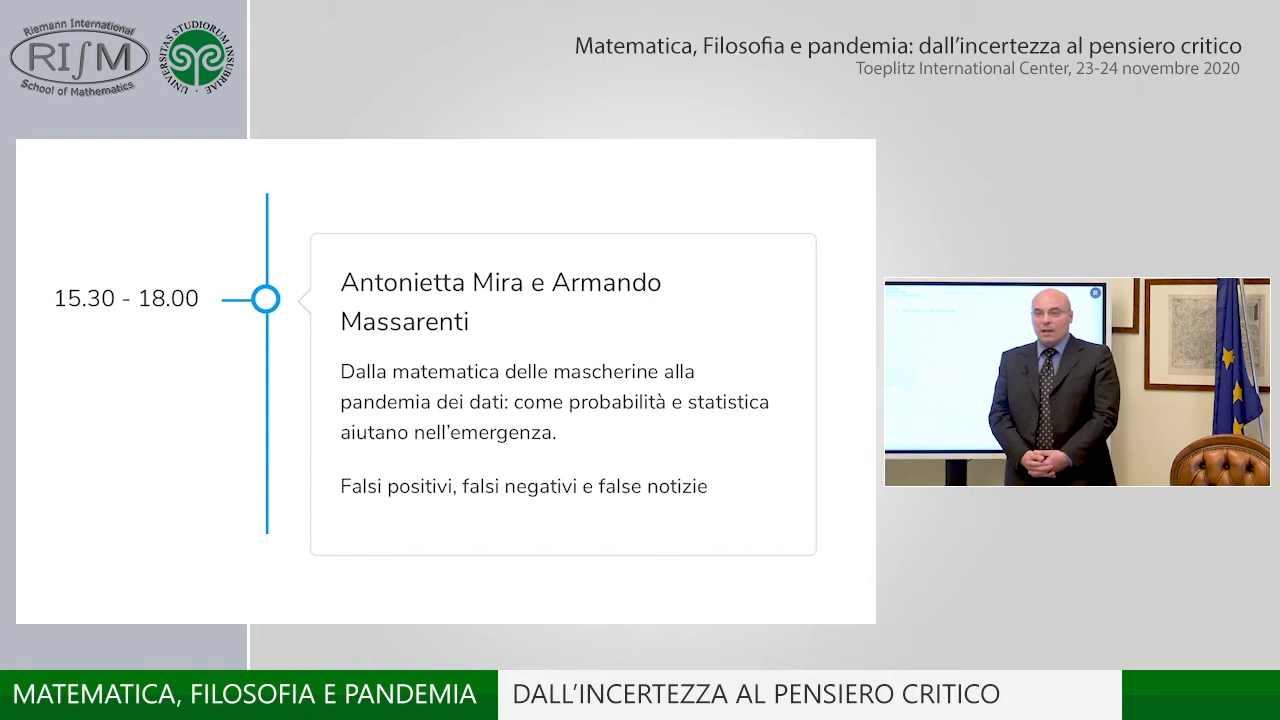 Riemann International
RI∫M
School of Mathematics
UNIVERSITAS STUDIORUM INSUBRIAE
Matematica, Filosofia e pandemia: dall'incertezza al pensiero critico
Toeplitz International Center, 23-24 novembre 2020
15.30 - 18.00
Antonietta Mira e Armando
Massarenti
Dalla matematica delle mascherine alla
pandemia dei dati: come probabilità e statistica
aiutano nell'emergenza.
Falsi positivi, falsi negativi e false notizie
MATEMATICA, FILOSOFIA E PANDEMIA
DALL'INCERTEZZA AL PENSIERO CRITICO